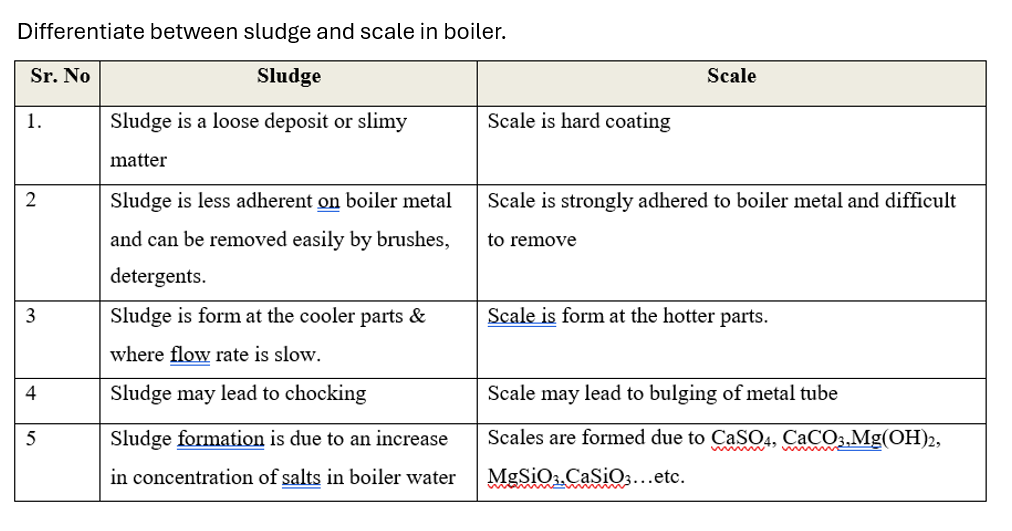 Differentiate between sludge and scale in boiler.
Sr. No Sludge Scale
1. Sludge is a loose deposit or slimy Scale is hard coating
matter
2 Sludge is less adherent on boiler metal Scale is strongly adhered to boiler metal and difficult
and can be removed easily by brushes, to remove
detergents.
3 Sludge is form at the cooler parts & Scale is form at the hotter parts.
where flow rate is slow.
4 Sludge may lead to chocking Scale may lead to bulging of metal tube
5 Sludge formation is due to an increase Scales are formed due to CaSO₄, CaCO₃,Mg(OH)₂,
in concentration of salts in boiler water MgSiO₃,CaSiO₃…etc.